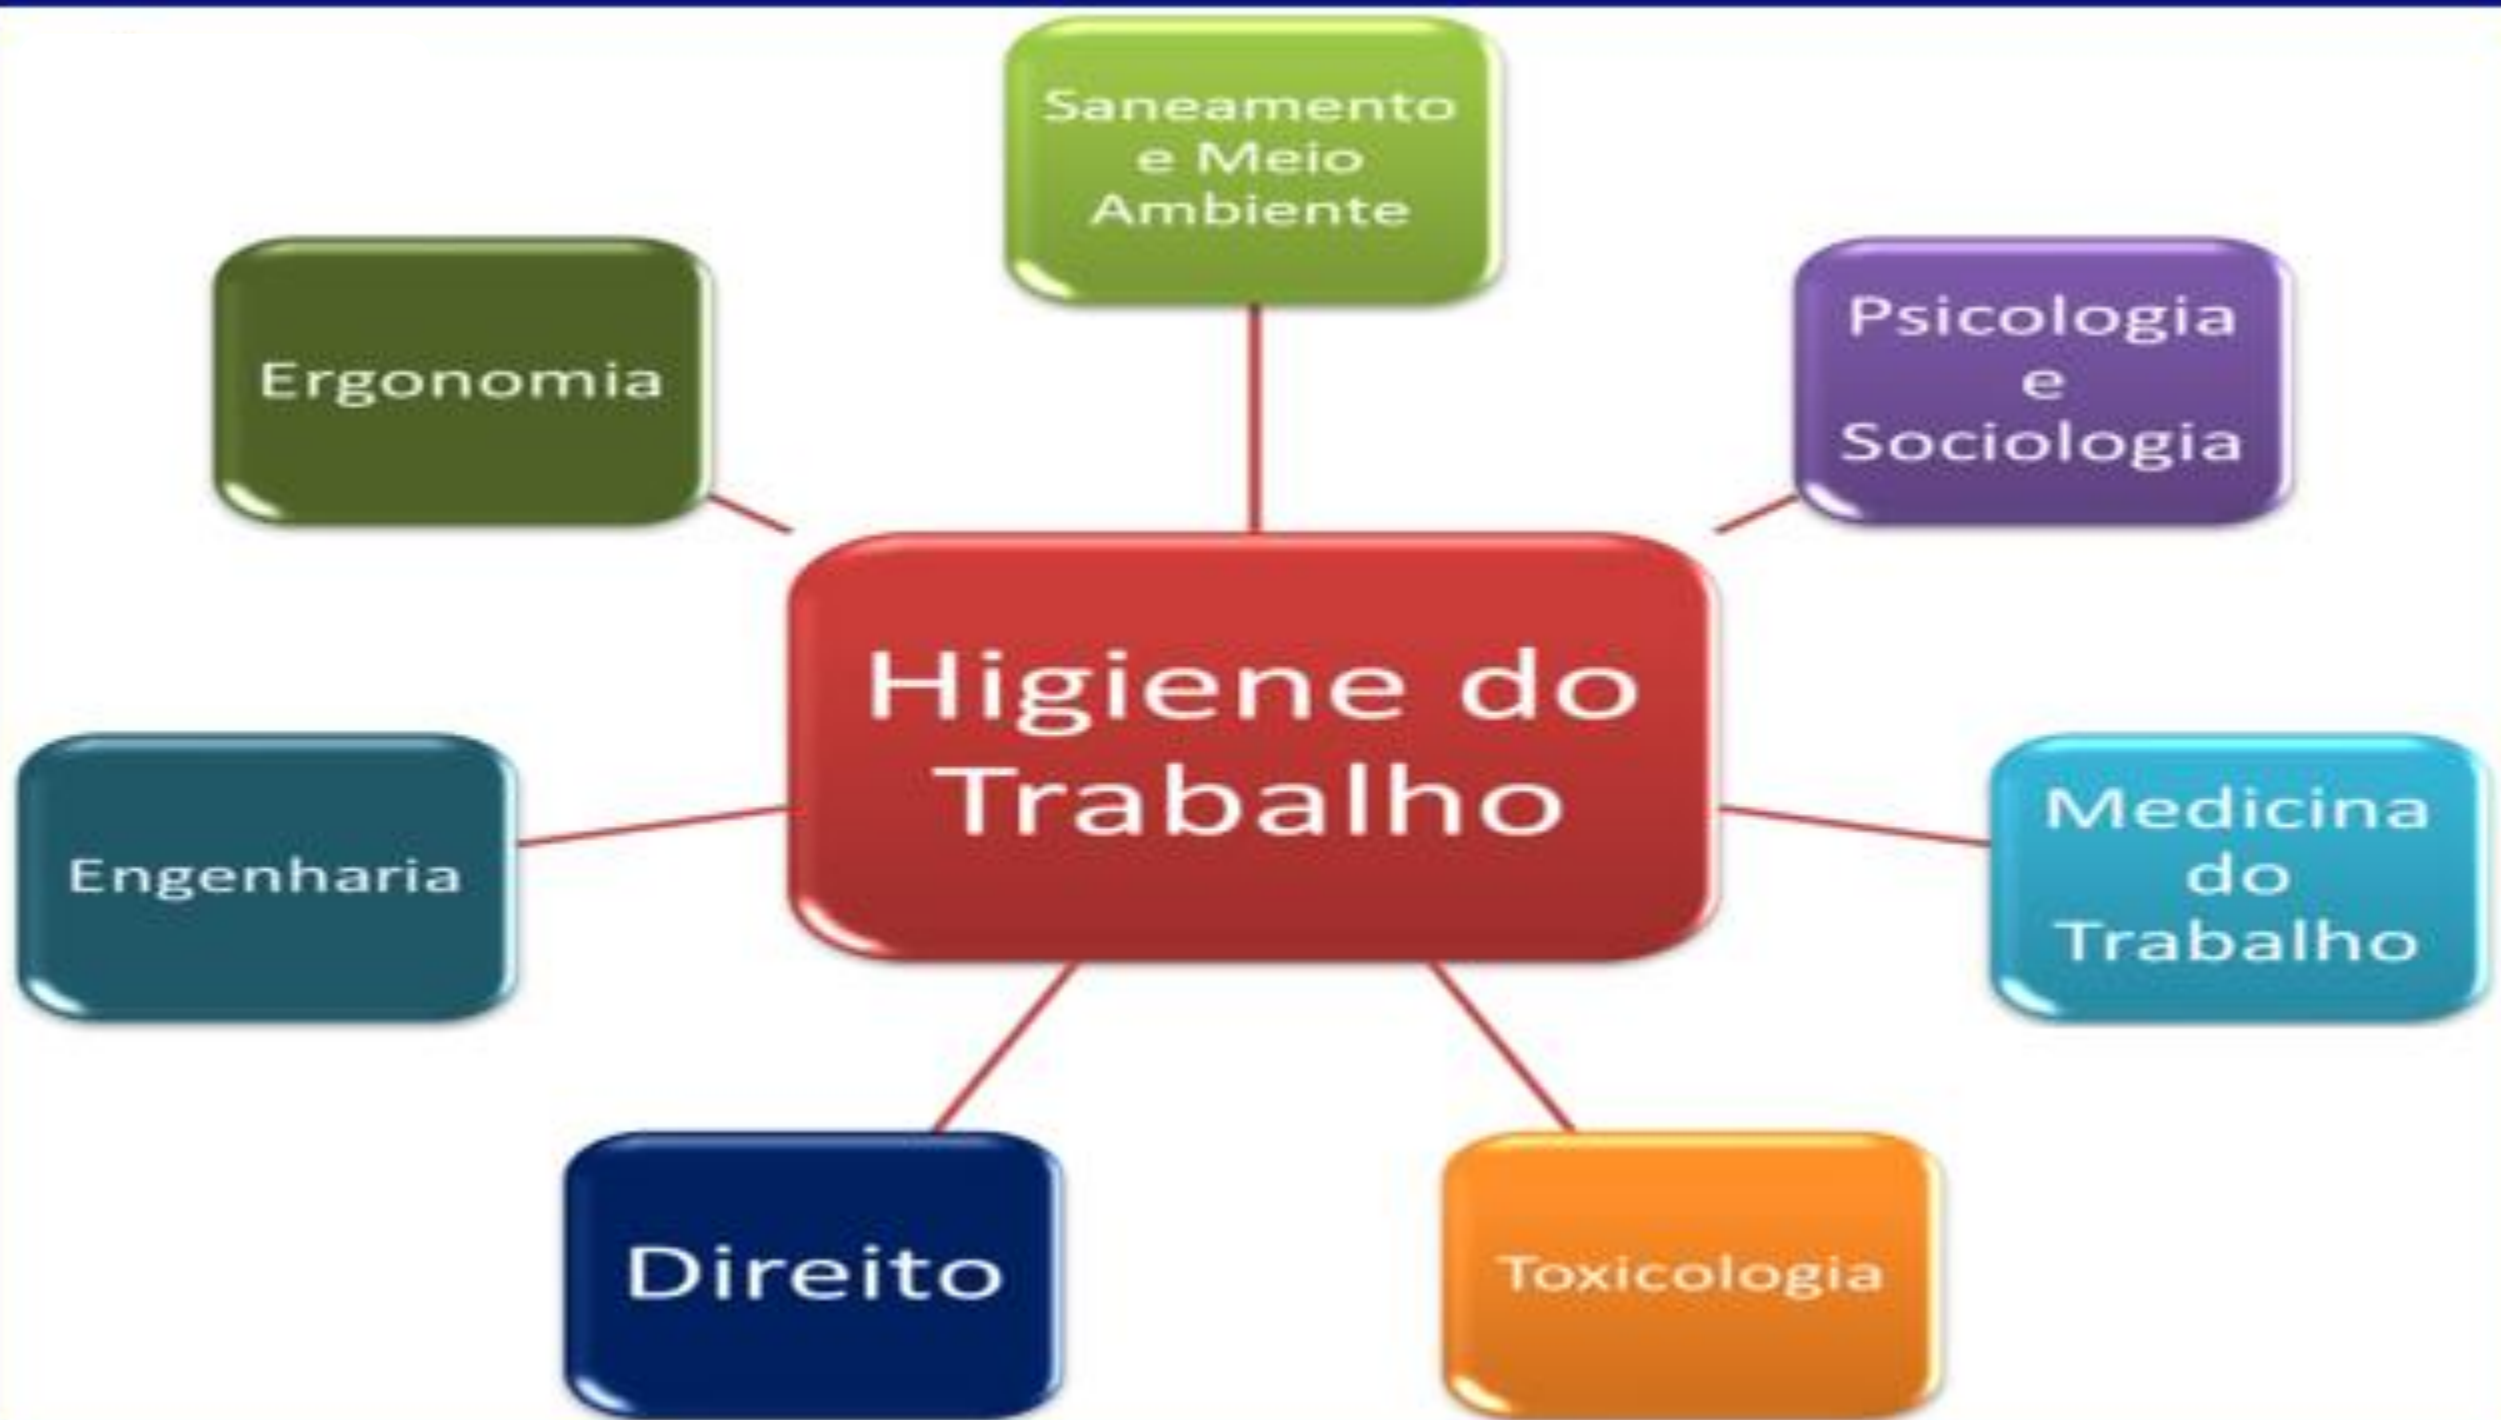 Saneamento
e Meio
Ambiente
Ergonomia
Psicologia
e
Sociologia
Higiene do
Trabalho
Engenharia
Medicina
do
Trabalho
Direito
Toxicologia